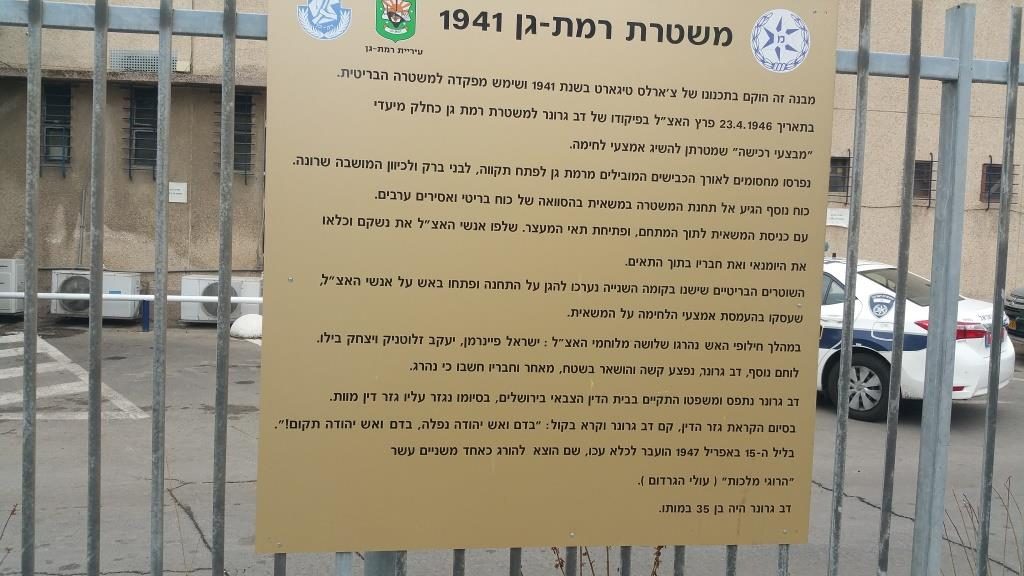 משטרת רמת-גן 1941
עיריית רמת-גן
מבנה זה הוקם בתכנונו של צ'ארלס טיגארט בשנת 1941 ושימש מפקדה למשטרה הבריטית.
בתאריך 23.4.1946 פרץ האצ"ל בפיקודו של דב גרונר למשטרת רמת גן כחלק מיעדי
"מבצעי רכישה" שמטרתן להשיג אמצעי לחימה.
נפרסו מחסומים לאורך הכבישים המובילים מרמת גן לפתח תקווה, לבני ברק ולכיוון המושבה שרונה.
כוח נוסף הגיע אל תחנת המשטרה במשאית בהסוואה של כוח בריטי ואסירים ערבים.
עם כניסת המשאית לתוך המתחם, ופתיחת תאי המעצר. שלפו אנשי האצ"ל את נשקם וכלאו
את היומנאי ואת חבריו בתוך התאים.
השוטרים הבריטיים שישנו בקומה השנייה נערכו להגן על התחנה ופתחו באש על אנשי האצ"ל,
שעסקו בהעמסת אמצעי הלחימה על המשאית.
במהלך חילופי האש נהרגו שלושה מלוחמי האצ"ל : ישראל פיינרמן, יעקב זלוטניק ויצחק בילו.
לוחם נוסף, דב גרונר, נפצע קשה והושאר בשטח, מאחר וחבריו חשבו כי נהרג.
דב גרונר נתפס ומשפטו התקיים בבית הדין הצבאי בירושלים, בסיומו נגזר עליו גזר דין מוות.
בסיום הקראת גזר הדין, קם דב גרונר וקרא בקול: "בדם ואש יהודה נפלה, בדם ואש יהודה תקום!".
בליל ה-15 באפריל 1947 הועבר לכלא עכו, שם הוצא להורג כאחד משניים עשר
"הרוגי מלכות" ( עולי הגרדום ).
דב גרונר היה בן 35 במותו.